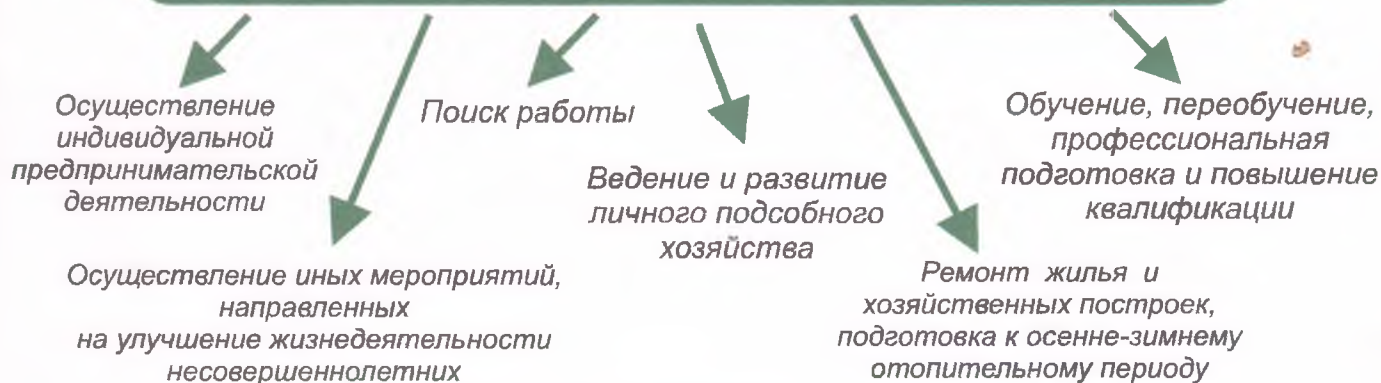 Осуществление
индивидуальной
предпринимательской
деятельности
Поиск работы
Ведение и развитие
личного подсобного
хозяйства
Обучение, переобучение,
профессиональная
подготовка и повышение
квалификации
Осуществление иных мероприятий,
направленных
на улучшение жизнедеятельности
несовершеннолетних
Ремонт жилья и
хозяйственных построек,
подготовка к осенне-зимнему
отопительному периоду